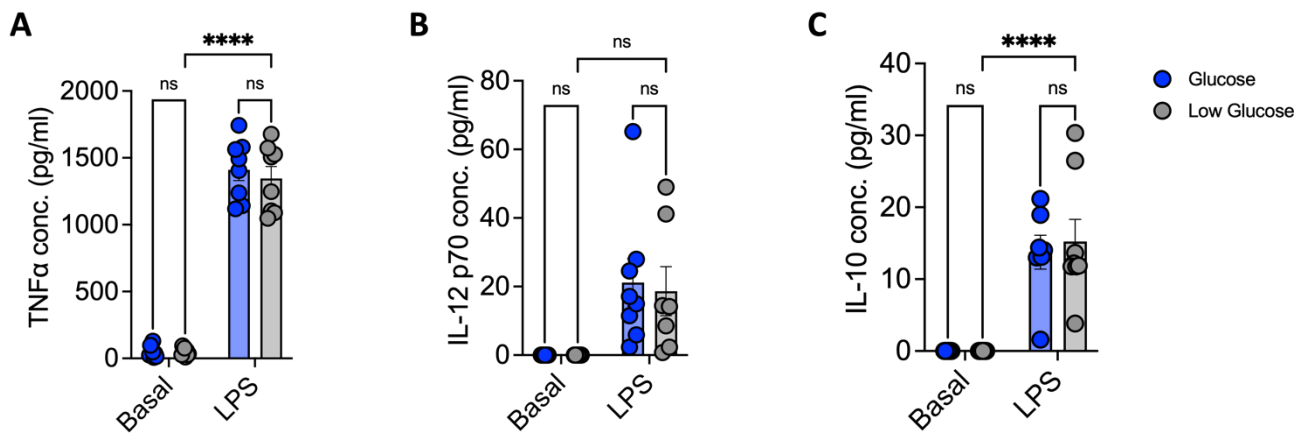 A
TNFα conc. (pg/ml)
2000
1500
1000
500
0
ns
ns
****
Basal
LPS
B
IL-12 p70 conc. (pg/ml)
80
60
40
20
0
ns
ns
ns
Basal
LPS
C
IL-10 conc. (pg/ml)
40
30
20
10
0
ns
ns
****
Basal
LPS
Glucose
Low Glucose